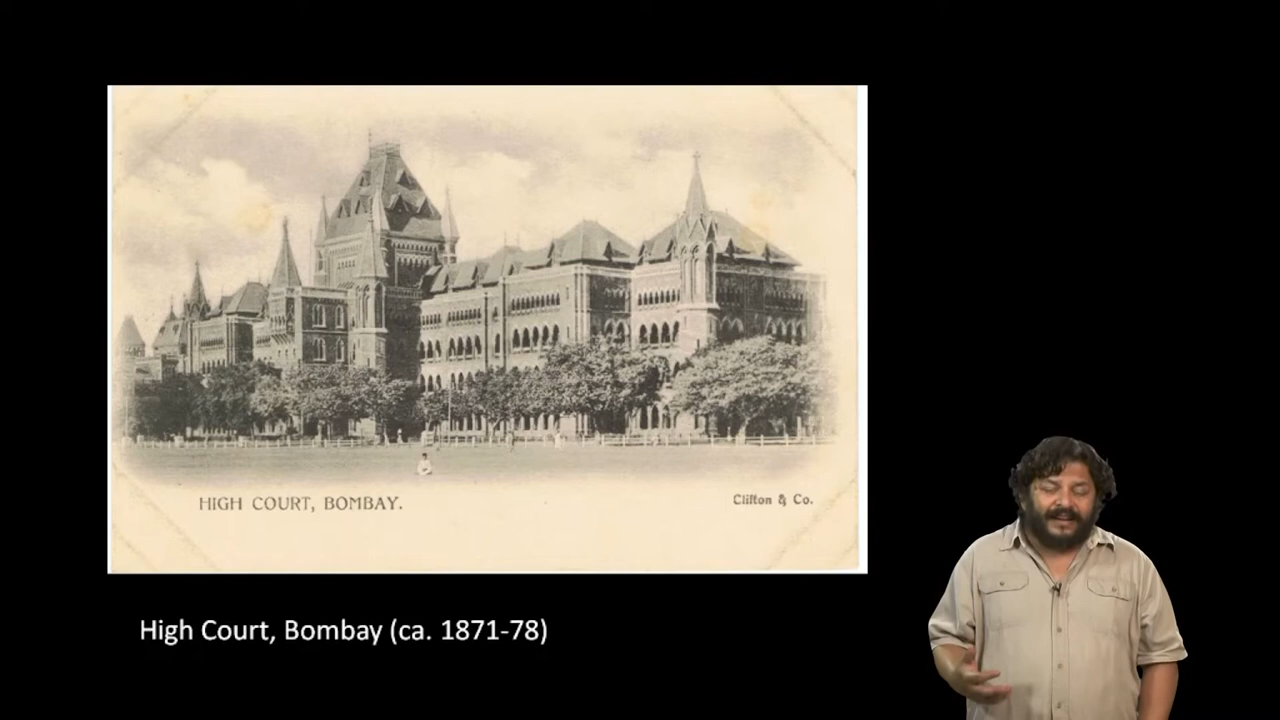 HIGH COURT, BOMBAY.
Clifton & Co.
High Court, Bombay (ca. 1871-78)